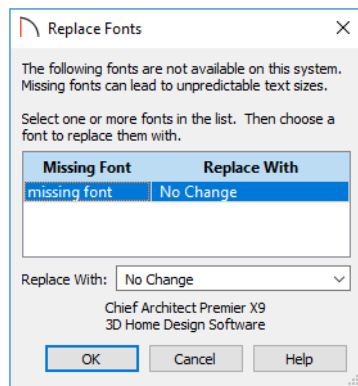 Replace Fonts
The following fonts are not available on this system.
Missing fonts can lead to unpredictable text sizes.
Select one or more fonts in the list. Then choose a
font to replace them with.
Missing Font Replace With
missing font No Change
Replace With: No Change
Chief Architect Premier X9
3D Home Design Software
OK Cancel Help